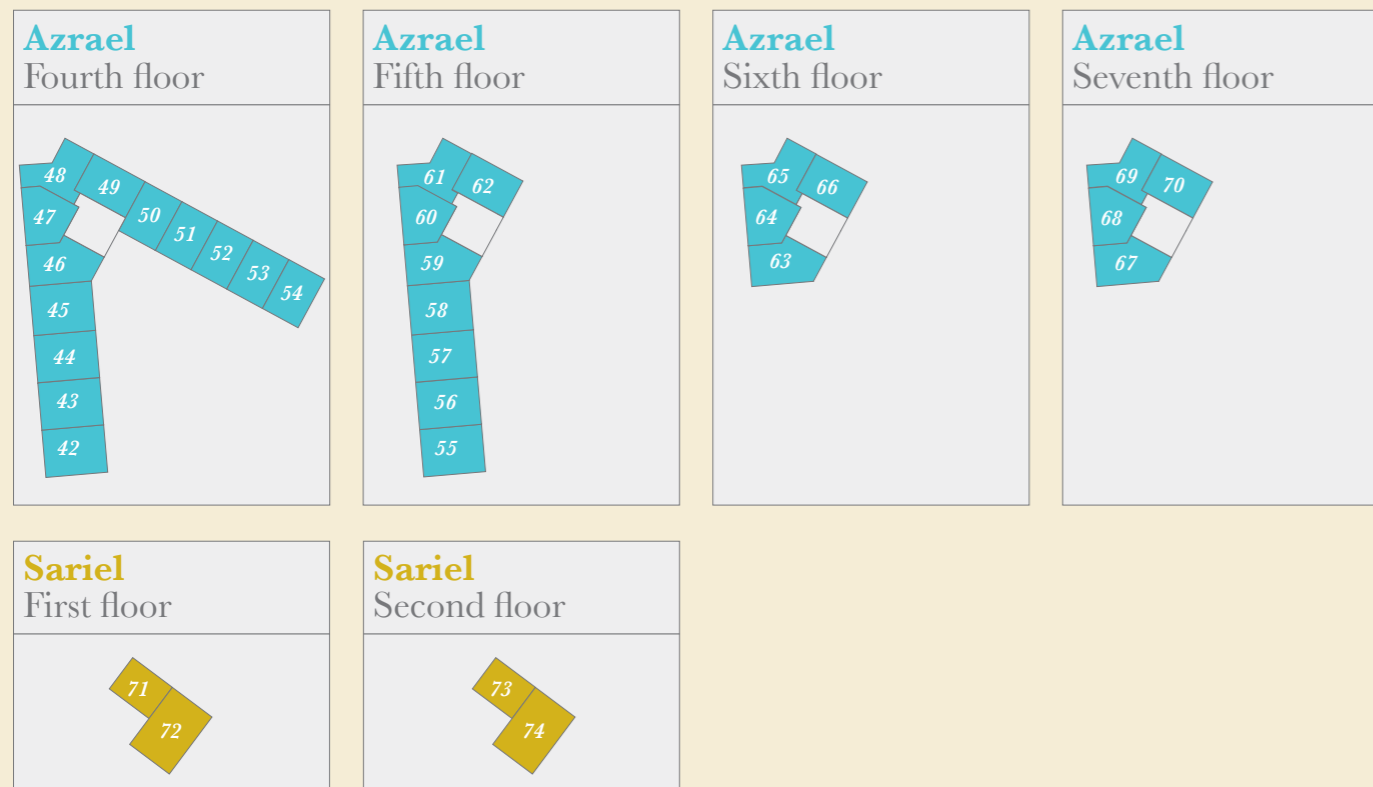 Azrael
Fourth floor
48
49
47
50
51
46
52
53
54
45
44
43
42
Azrael
Fifth floor
61
62
60
59
58
57
56
55
Azrael
Sixth floor
65
66
64
63
Azrael
Seventh floor
69
70
68
67
Sariel
First floor
71
72
Sariel
Second floor
73
74